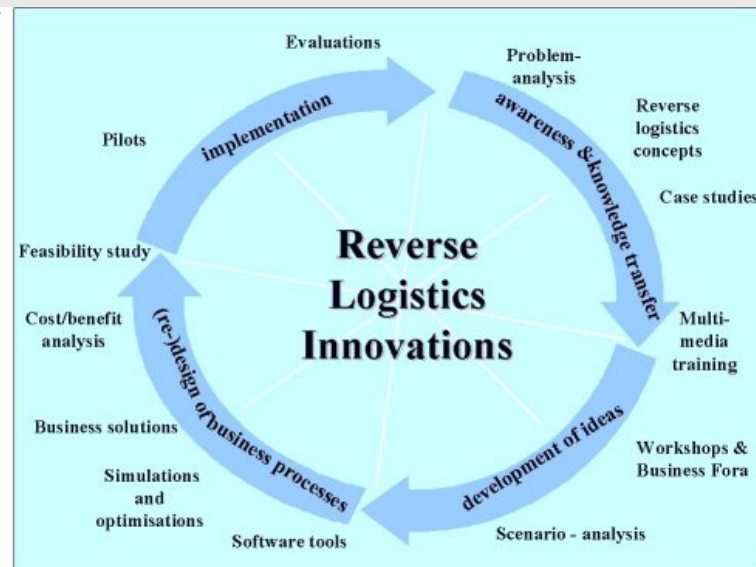 Evaluations
Problem-
analysis
Reverse
logistics
concepts
Case studies
Multi-
media
training
Workshops &
Business Fora
Scenario - analysis
Software tools
Simulations
and
optimisations
Business solutions
Cost/benefit
analysis
Feasibility study
Pilots
implementation
awareness &knowledge transfer
development of ideas
(re-)design of business processes
Reverse
Logistics
Innovations